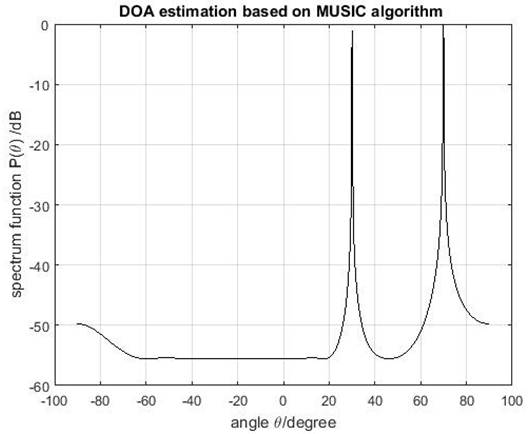 DOA estimation based on MUSIC algorithm
spectrum function P(θ) /dB
0
-10
-20
-30
-40
-50
-60
-100 -80 -60 -40 -20 0 20 40 60 80 100
angle θ/degree